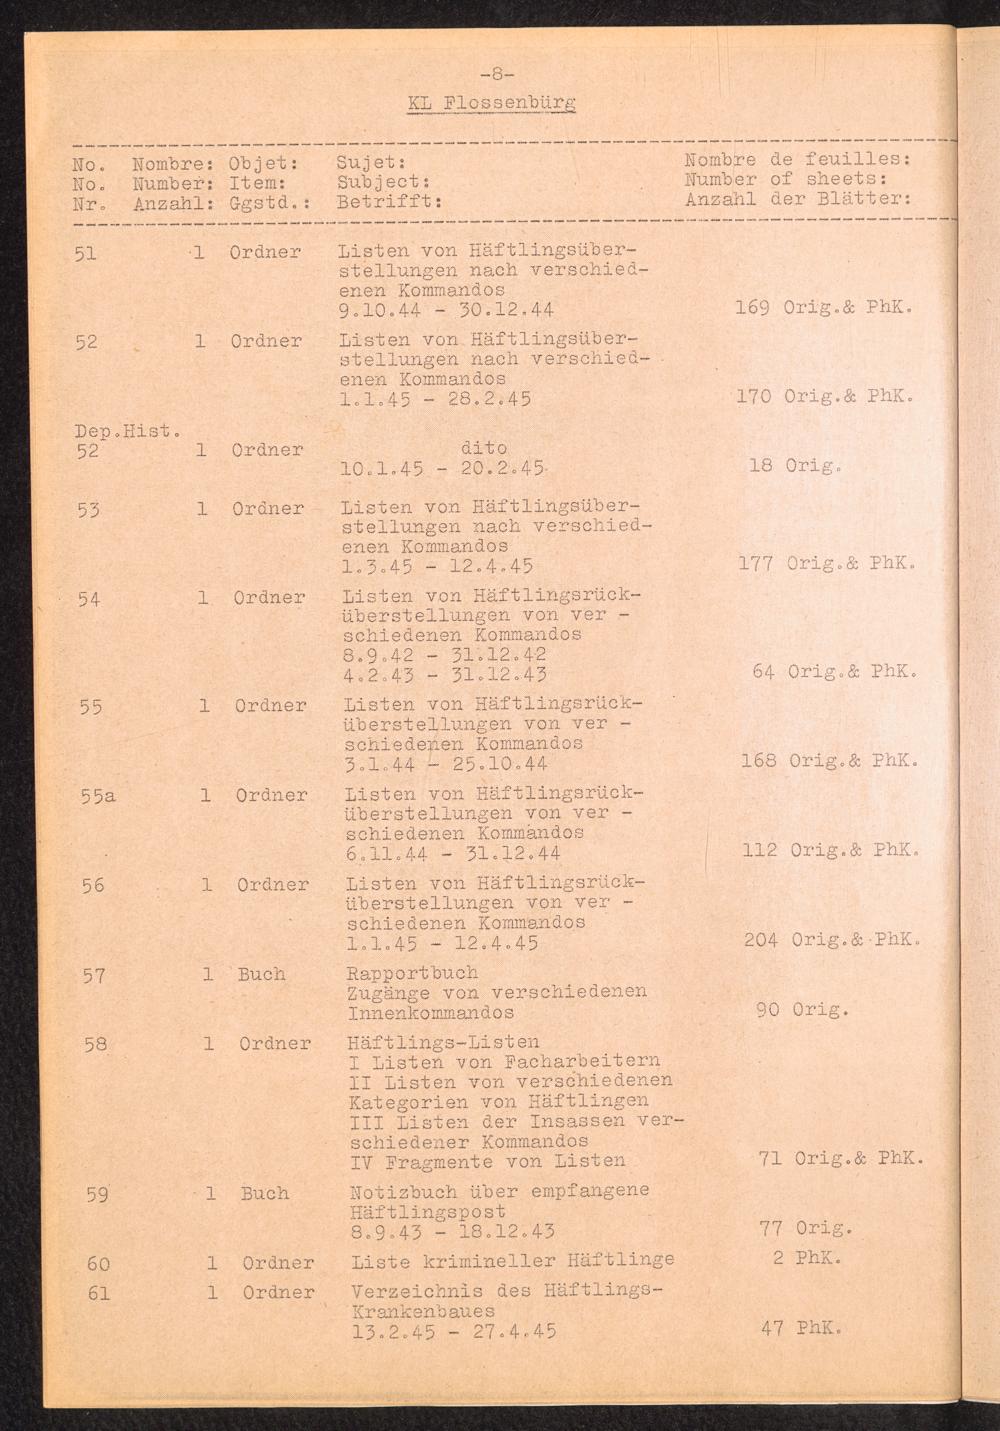 -8-
KL Flossenbürg
No. Nombre: Objet: Sujet: Nombre de feuilles:
No. Number: Item: Subject: Number of sheets:
Nr. Anzahl: Ggstd.: Betrifft: Anzahl der Blätter:
51 1 Ordner Listen von Häftlingsüber-
stellungen nach verschied-
enen Kommandos
9.10.44 - 30.12.44 169 Orig.& PhK.
52 1 Ordner Listen von Häftlingsüber-
stellungen nach verschied-
enen Kommandos
1.1.45 - 28.2.45 170 Orig.& PhK.
Dep.Hist.
52 1 Ordner dito
10.1.45 - 20.2.45 18 Orig.
53 1 Ordner Listen von Häftlingsüber-
stellungen nach verschied-
enen Kommandos
1.3.45 - 12.4.45 177 Orig.& PhK.
54 1 Ordner Listen von Häftlingsrück-
überstellungen von ver -
schiedenen Kommandos
8.9.42 - 31.12.42
4.2.43 - 31.12.43 64 Orig.& PhK.
55 1 Ordner Listen von Häftlingsrück-
überstellungen von ver -
schiedenen Kommandos
3.1.44 - 25.10.44 168 Orig.& PhK.
55a 1 Ordner Listen von Häftlingsrück-
überstellungen von ver -
schiedenen Kommandos
6.11.44 - 31.12.44 112 Orig.& PhK.
56 1 Ordner Listen von Häftlingsrück-
überstellungen von ver -
schiedenen Kommandos
1.1.45 - 12.4.45 204 Orig.& PhK.
57 1 Buch Rapportbuch
Zugänge von verschiedenen
Innenkommandos 90 Orig.
58 1 Ordner Häftlings-Listen
I Listen von Facharbeitern
II Listen von verschiedenen
Kategorien von Häftlingen
III Listen der Insassen ver-
schiedener Kommandos
IV Fragmente von Listen 71 Orig.& PhK.
59 1 Buch Notizbuch über empfangene
Häftlingspost
8.9.43 - 18.12.43 77 Orig.
60 1 Ordner Liste krimineller Häftlinge 2 PhK.
61 1 Ordner Verzeichnis des Häftlings-
Krankenbaues
13.2.45 - 27.4.45 47 PhK.